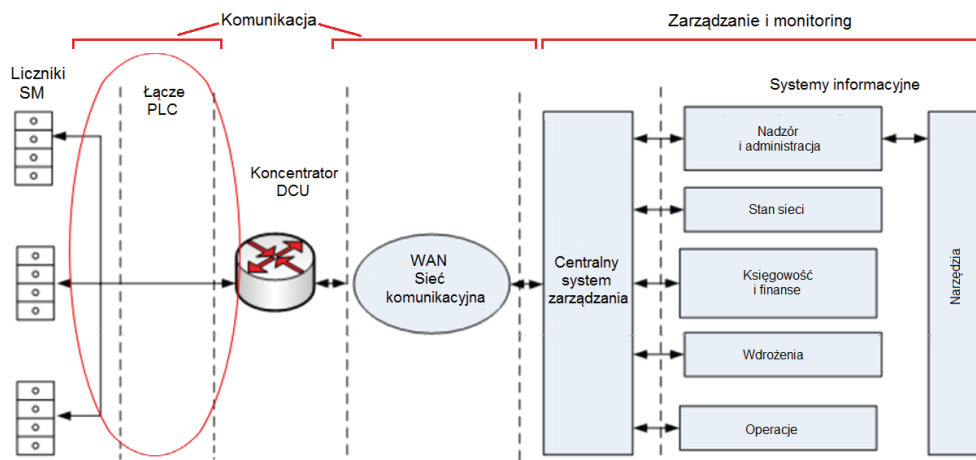 Komunikacja
Zarządzanie i monitoring
Liczniki
SM
Łącze
PLC
Koncentrator
DCU
WAN
Sieć
komunikacyjna
Centralny
system
zarządzania
Systemy informacyjne
Nadzór
i administracja
Stan sieci
Księgowość
i finanse
Wdrożenia
Operacje
Narzędzia